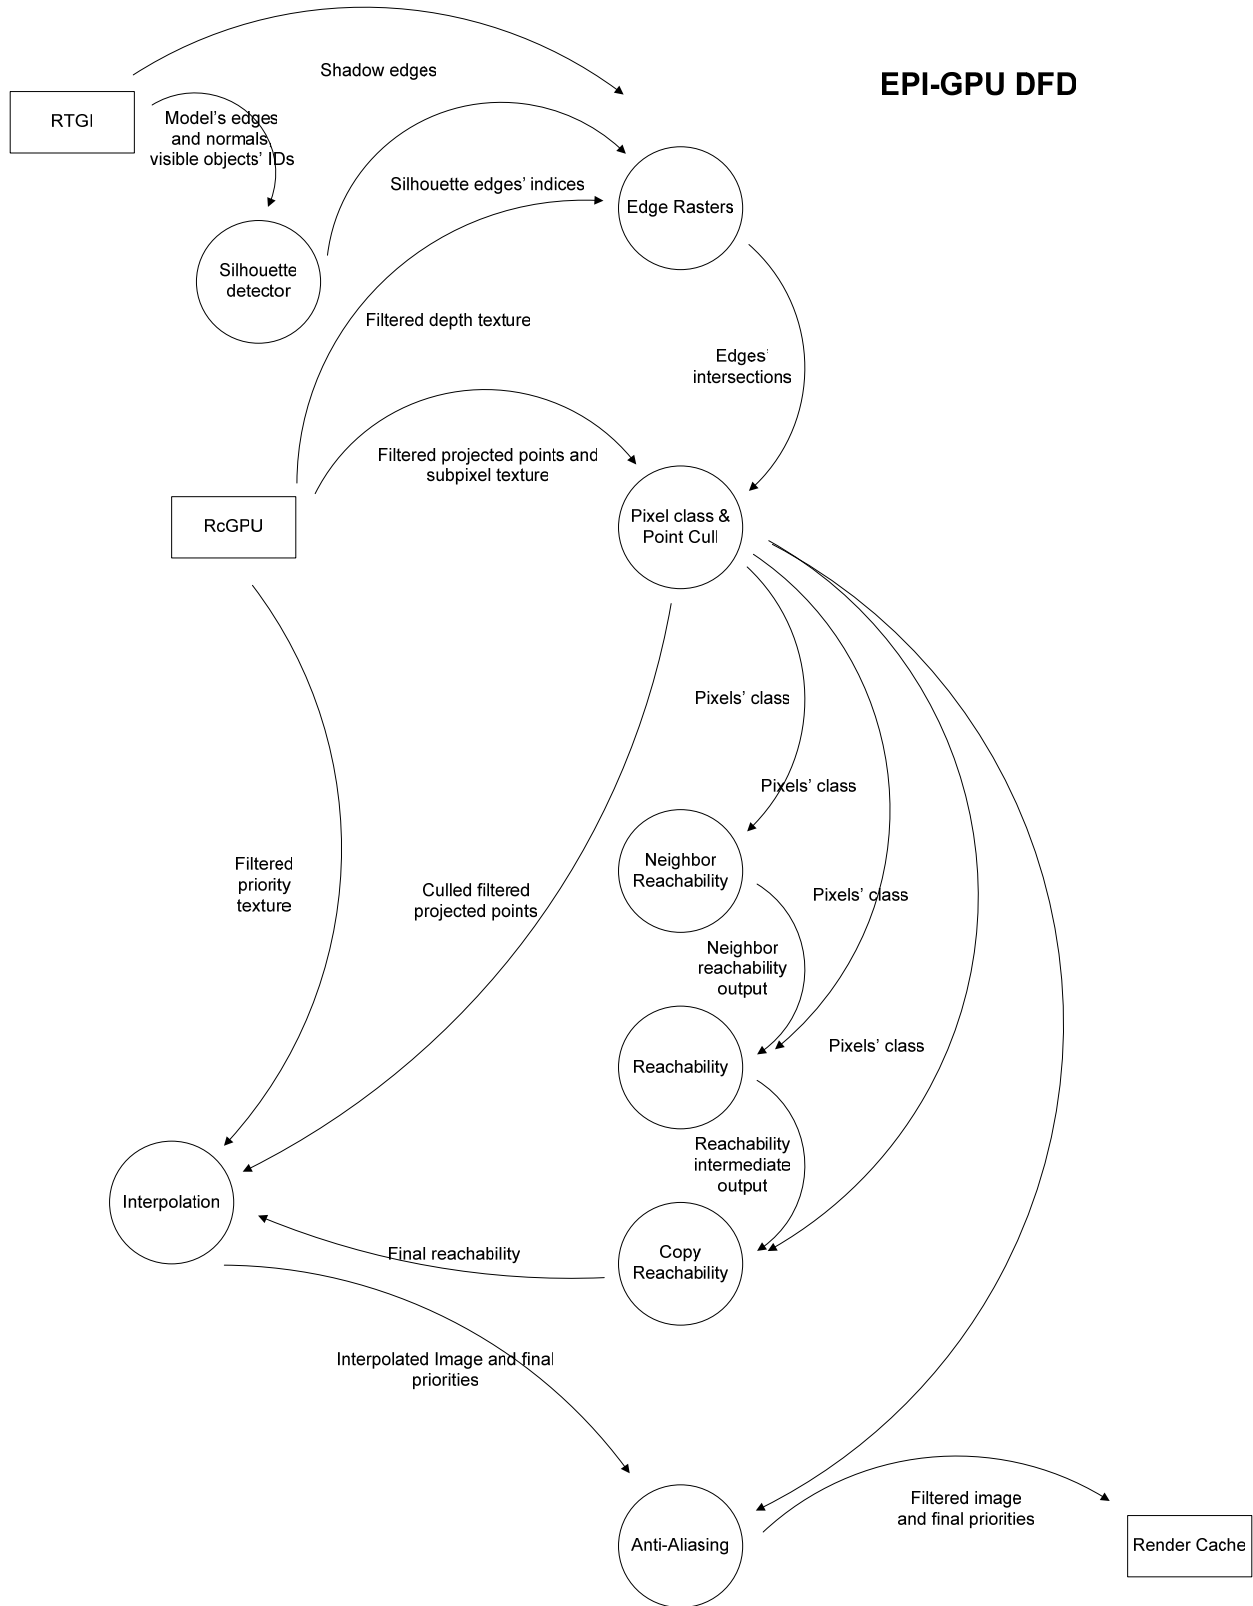 Shadow edges
EPI-GPU DFD
RTGI
Model's edges
and normals,
visible objects' IDs
Silhouette edges' indices
Edge Rasters
Silhouette
detector
Filtered depth texture
Edges'
intersections
Filtered projected points and
subpixel texture
RcGPU
Pixel class &
Point Cull
Pixels' class
Pixels' class
Filtered
priority
texture
Culled filtered
projected points
Neighbor
Reachability
Pixels' class
Neighbor
reachability
output
Pixels' class
Reachability
Reachability
intermediate
output
Interpolation
Final reachability
Copy
Reachability
Interpolated Image and final
priorities
Filtered image
and final priorities
Anti-Aliasing
Render Cache